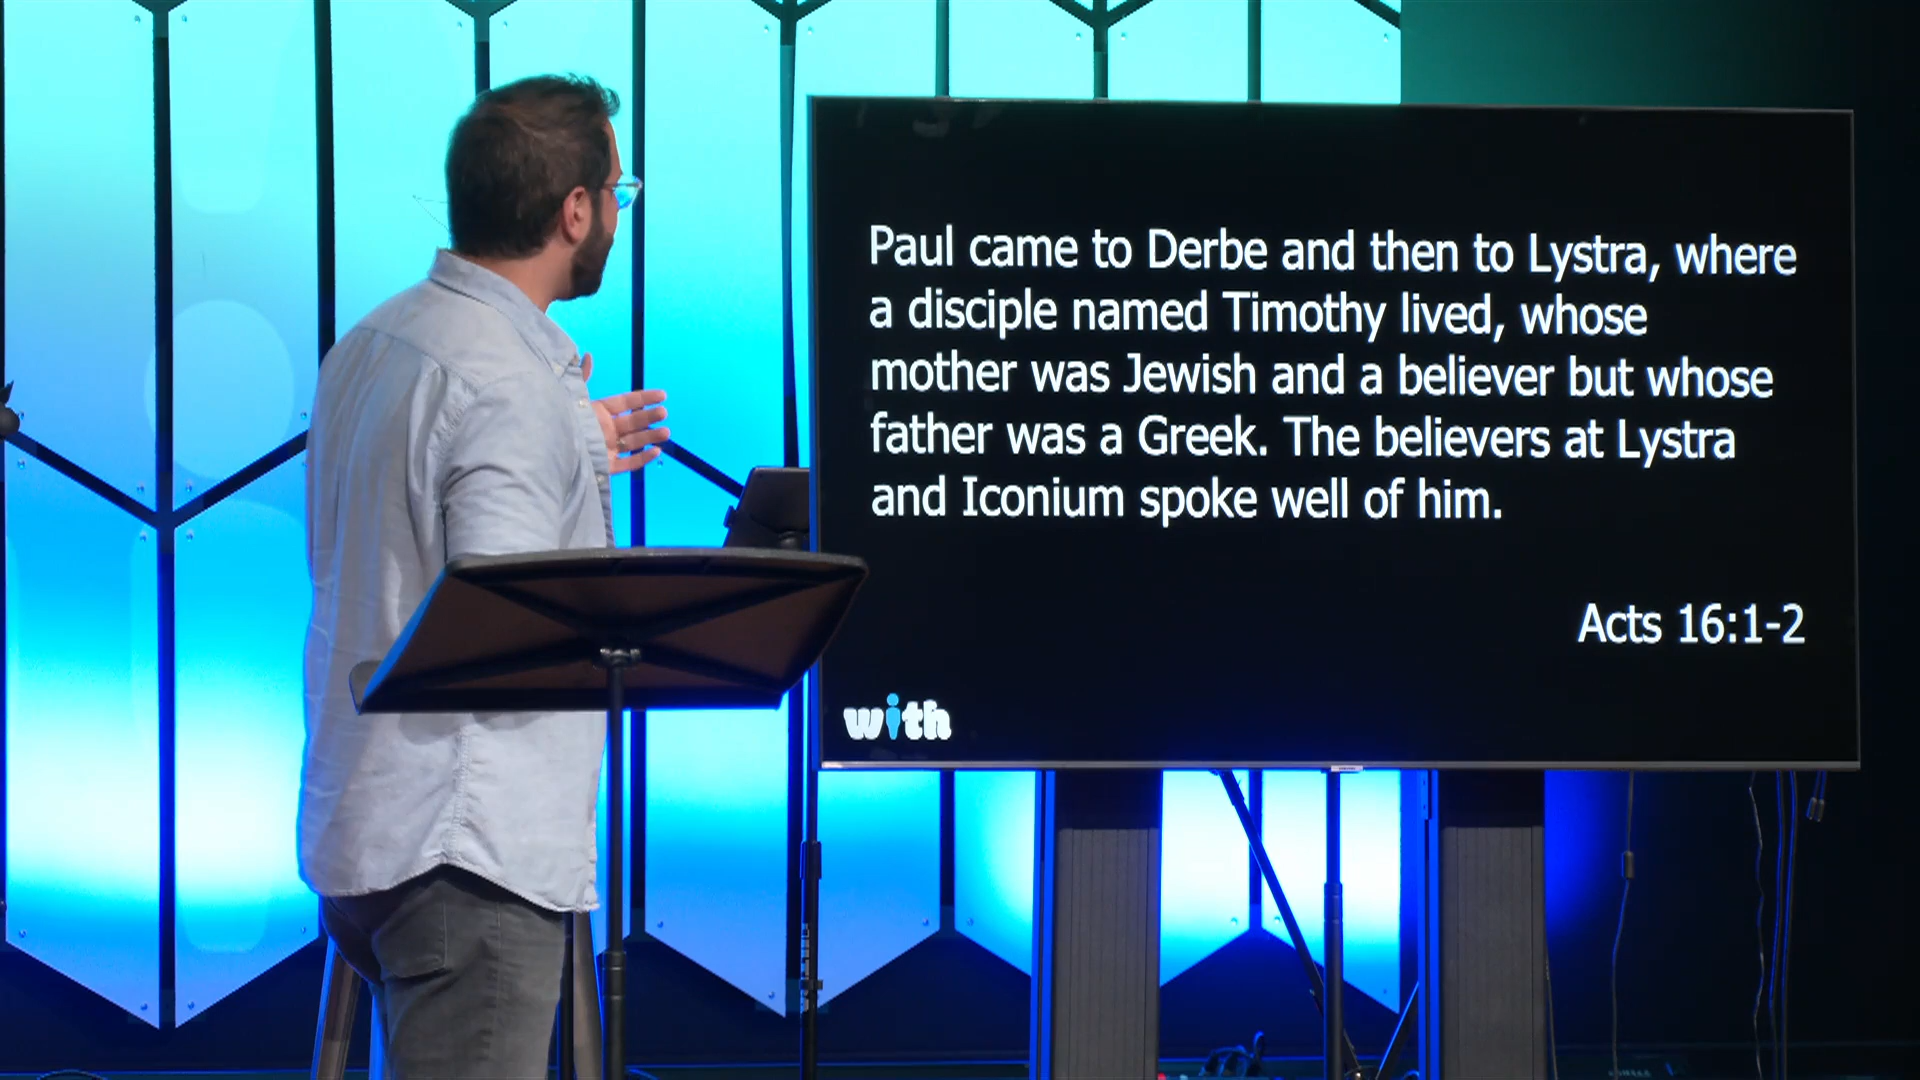 Paul came to Derbe and then to Lystra, where
a disciple named Timothy lived, whose
mother was Jewish and a believer but whose
father was a Greek. The believers at Lystra
and Iconium spoke well of him.
Acts 16:1-2
with